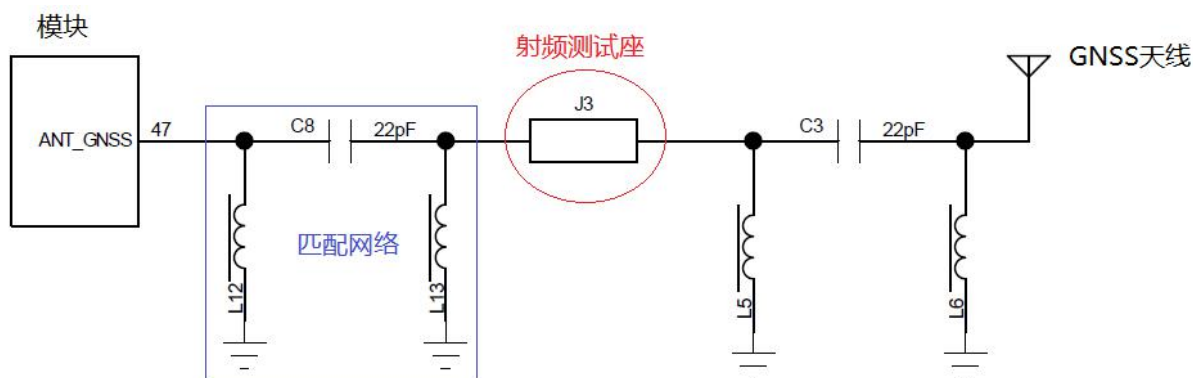 模块
射频测试座
GNSS天线
J3
ANT_GNSS
47
C8
22pF
C3
22pF
匹配网络
L12
L13
L5
L6